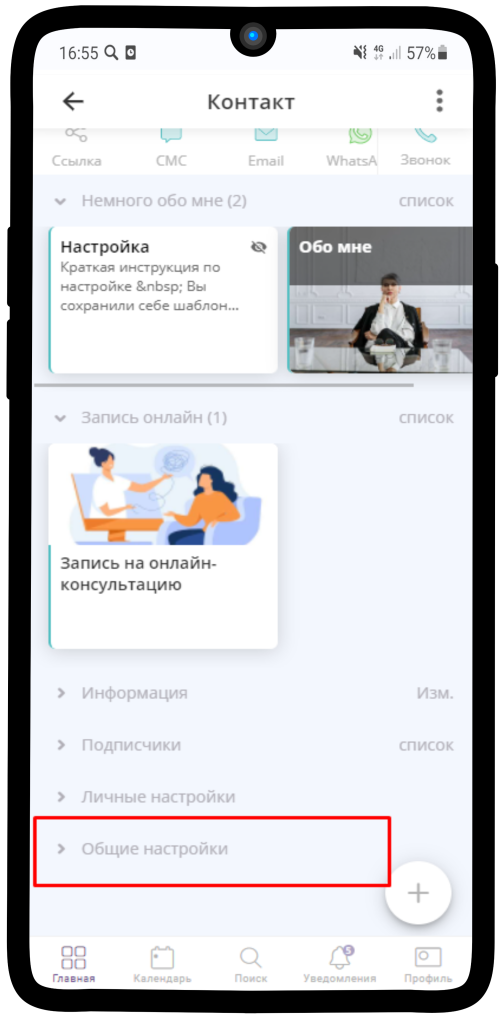 16:55
4G 57%
Контакт
Ссылка СМС Email WhatsA Звонок
Немного обо мне (2) список
Настройка
Краткая инструкция по
настройке &nbsp; Вы
сохранили себе шаблон...
Обо мне
Запись онлайн (1) список
Запись на онлайн-
консультацию
Информация Изм.
Подписчики список
Личные настройки
Общие настройки
5
Главная Календарь Поиск Уведомления Профиль